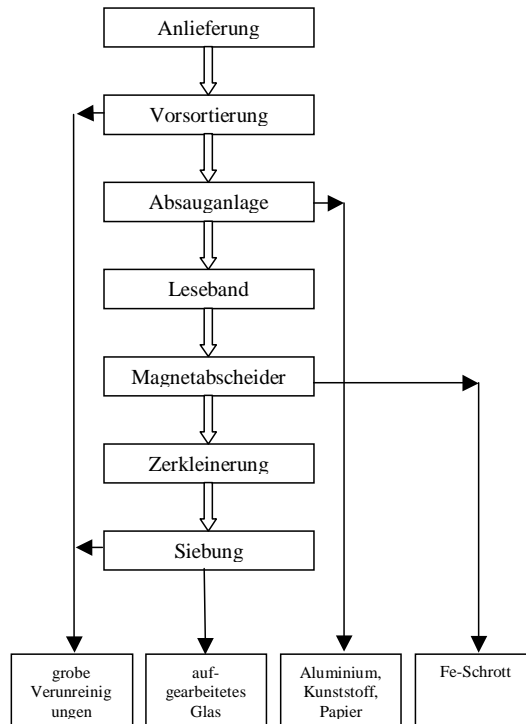 Anlieferung
Vorsortierung
Absauganlage
Leseband
Magnetabscheider
Zerkleinerung
Siebung
grobe
Verunreinig
ungen
auf-
gearbeitetes
Glas
Aluminium,
Kunststoff,
Papier
Fe-Schrott